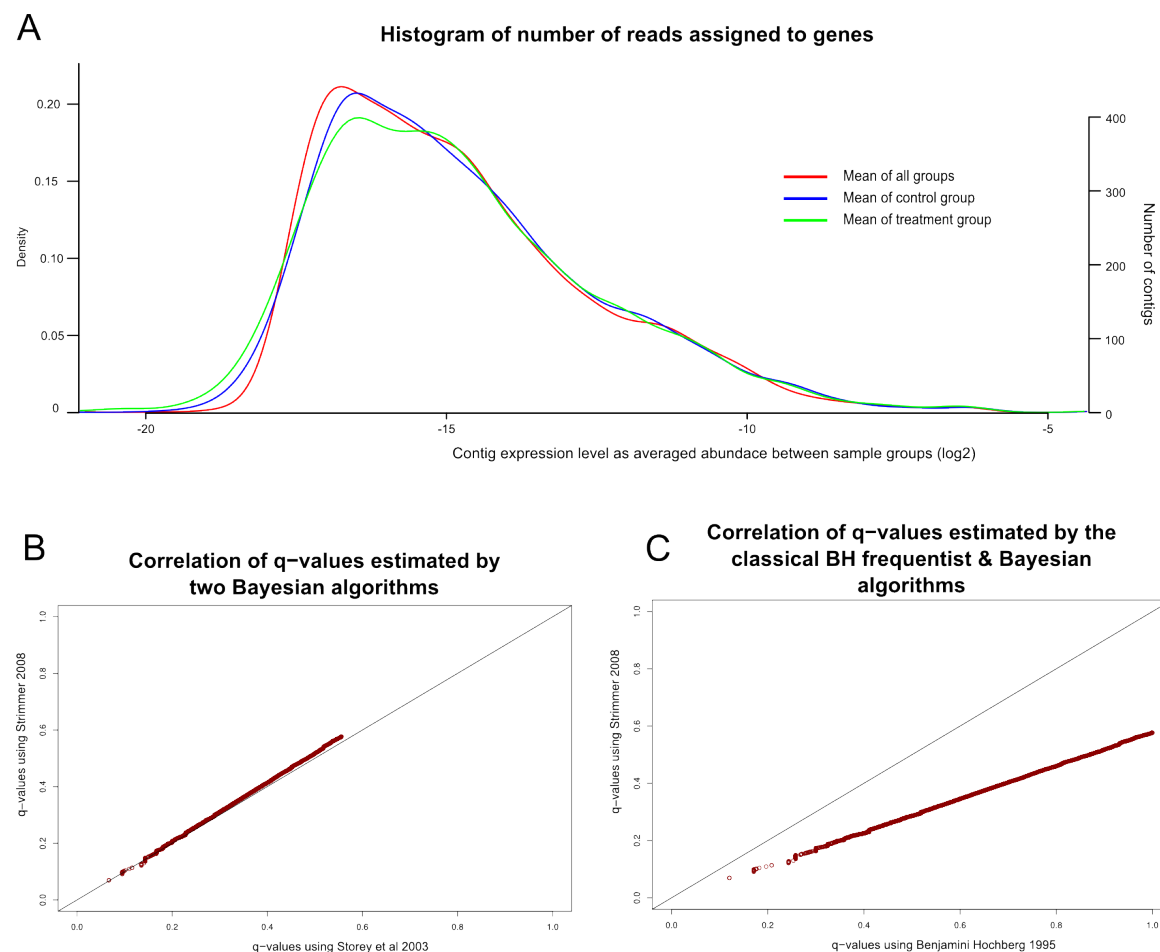 A
Histogram of number of reads assigned to genes
0.20
0.15
0.10
0.05
0
Density
400
300
200
100
0
Number of contigs
Mean of all groups
Mean of control group
Mean of treatment group
-20
-15
-10
-5
Contig expression level as averaged abundace between sample groups (log2)
B
Correlation of q−values estimated by
two Bayesian algorithms
1.0
0.8
0.6
0.4
0.2
0.0
q−values using Strimmer 2008
0.0
0.2
0.4
0.6
0.8
1.0
q−values using Storey et al 2003
C
Correlation of q−values estimated by the
classical BH frequentist & Bayesian
algorithms
1.0
0.8
0.6
0.4
0.2
0.0
q−values using Strimmer 2008
0.0
0.2
0.4
0.6
0.8
1.0
q−values using Benjamini Hochberg 1995